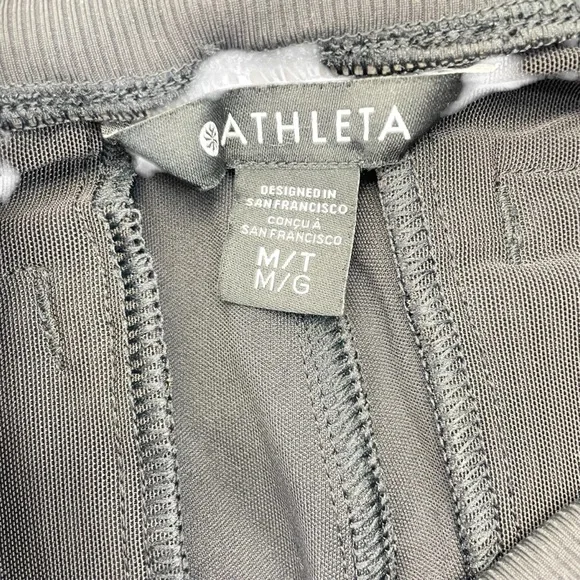 ATHLETA
DESIGNED IN
SAN FRANCISCO
CONÇU À
SAN FRANCISCO
M/T
M/G